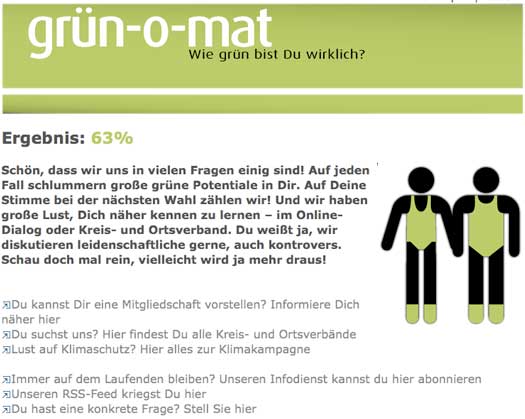 grün-o-mat
Wie grün bist Du wirklich?
Ergebnis: 63%
Schön, dass wir uns in vielen Fragen einig sind! Auf jeden
Fall schlummern große grüne Potentiale in Dir. Auf Deine
Stimme bei der nächsten Wahl zählen wir! Und wir haben
große Lust, Dich näher kennen zu lernen – im Online-
Dialog oder Kreis- und Ortsverband. Du weißt ja, wir
diskutieren leidenschaftliche gerne, auch kontrovers.
Schau doch mal rein, vielleicht wird ja mehr draus!
Du kannst Dir eine Mitgliedschaft vorstellen? Informiere Dich
näher hier
Du suchst uns? Hier findest Du alle Kreis- und Ortsverbände
Lust auf Klimaschutz? Hier alles zur Klimakampagne
Immer auf dem Laufenden bleiben? Unseren Infodienst kannst du hier abonnieren
Unseren RSS-Feed kriegst Du hier
Du hast eine konkrete Frage? Stell Sie hier